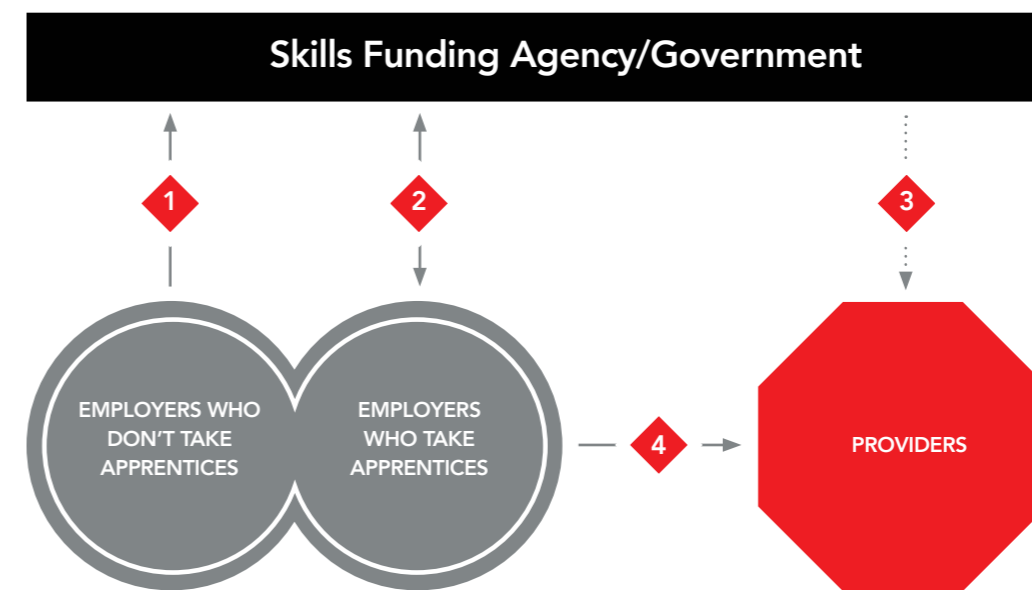 Skills Funding Agency/Government
1
2
3
EMPLOYERS WHO
DON'T TAKE
APPRENTICES
EMPLOYERS
WHO TAKE
APPRENTICES
4
PROVIDERS